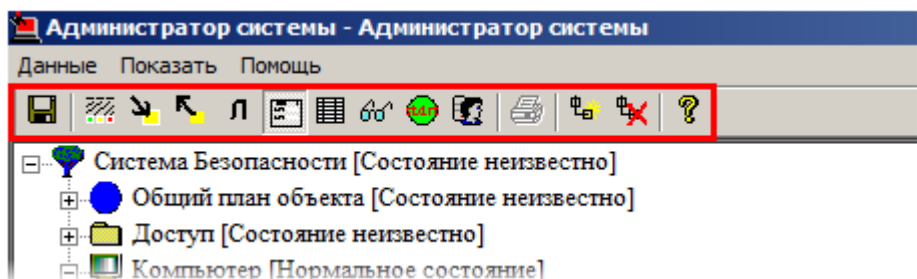 Администратор системы - Администратор системы
Данные Показать Помощь
Л start ?
Система Безопасности [Состояние неизвестно]
Общий план объекта [Состояние неизвестно]
Доступ [Состояние неизвестно]
Компьютер [Нормальное состояние]